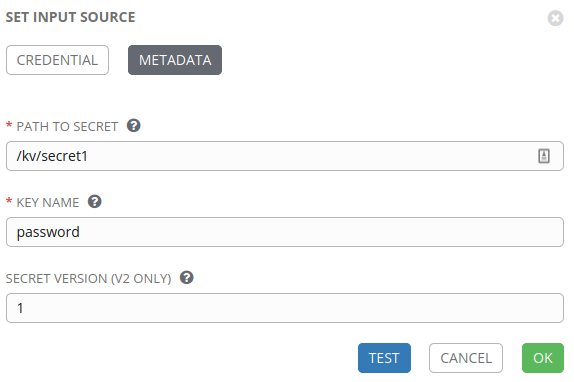 SET INPUT SOURCE
CREDENTIAL METADATA
* PATH TO SECRET ?
/kv/secret1
* KEY NAME ?
password
SECRET VERSION (V2 ONLY) ?
1
TEST CANCEL OK